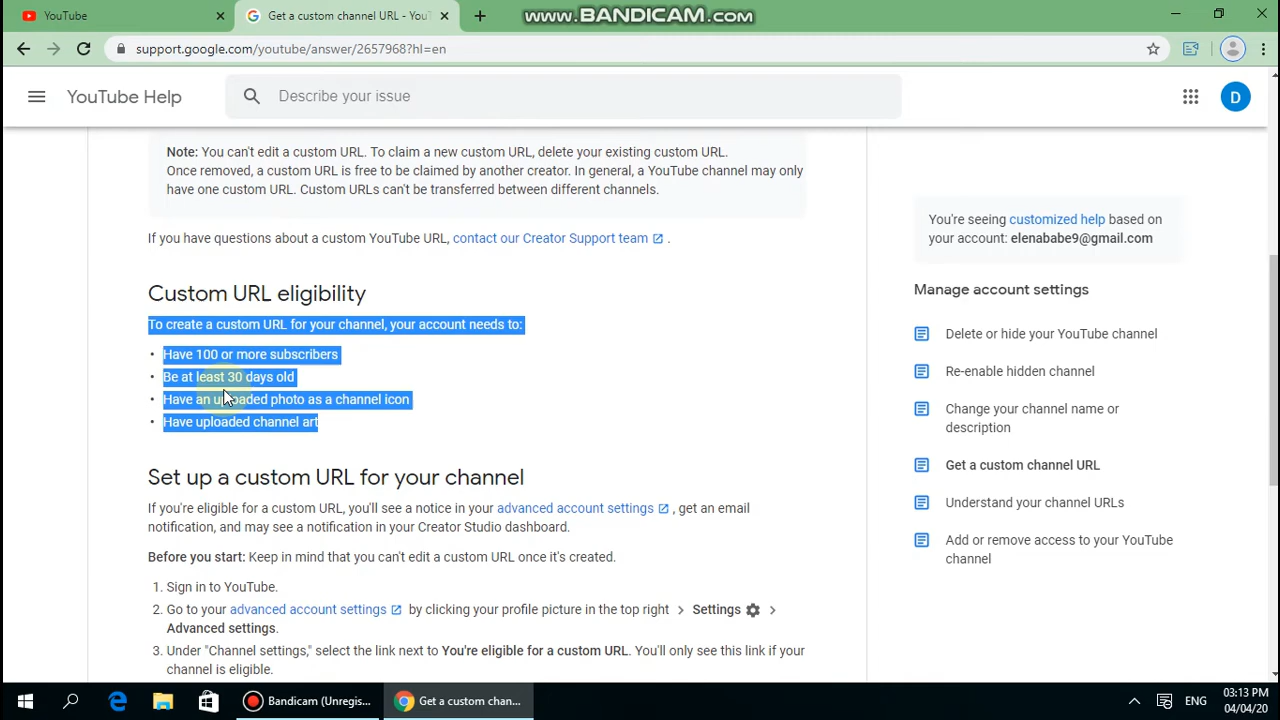 YouTube
Get a custom channel URL - YouT
www.BANDICAM.com
support.google.com/youtube/answer/2657968?hl=en
YouTube Help
Describe your issue
D
Note: You can't edit a custom URL. To claim a new custom URL, delete your existing custom URL.
Once removed, a custom URL is free to be claimed by another creator. In general, a YouTube channel may only
have one custom URL. Custom URLs can't be transferred between different channels.
If you have questions about a custom YouTube URL, contact our Creator Support team .
Custom URL eligibility
To create a custom URL for your channel, your account needs to:
• Have 100 or more subscribers
• Be at least 30 days old
• Have an uploaded photo as a channel icon
• Have uploaded channel art
Set up a custom URL for your channel
If you're eligible for a custom URL, you'll see a notice in your advanced account settings , get an email
notification, and may see a notification in your Creator Studio dashboard.
Before you start: Keep in mind that you can't edit a custom URL once it's created.
1. Sign in to YouTube.
2. Go to your advanced account settings by clicking your profile picture in the top right > Settings >
Advanced settings.
3. Under "Channel settings," select the link next to You're eligible for a custom URL. You'll only see this link if your
channel is eligible.
You're seeing customized help based on
your account: elenababe9@gmail.com
Manage account settings
Delete or hide your YouTube channel
Re-enable hidden channel
Change your channel name or
description
Get a custom channel URL
Understand your channel URLs
Add or remove access to your YouTube
channel
Bandicam (Unregis...
Get a custom chan...
ENG
03:13 PM
04/04/20